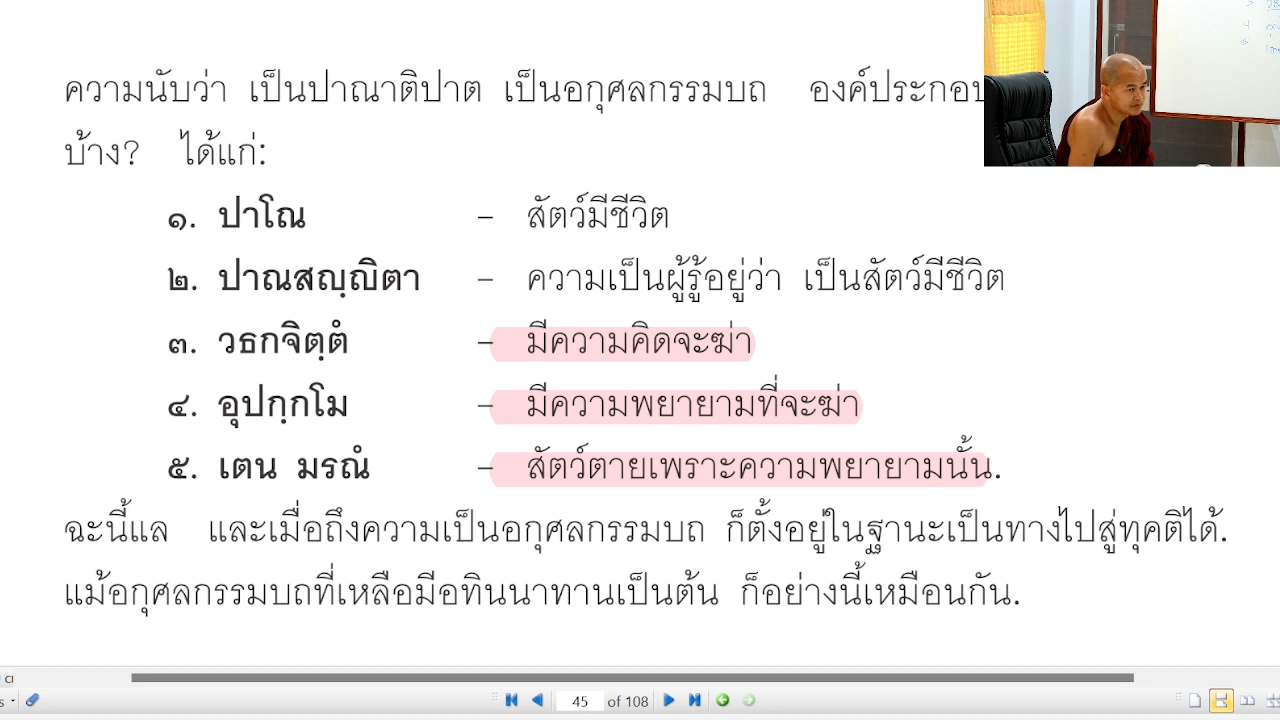 ความนับว่า เป็นปาณาติปาต เป็นอกุศลกรรมบถ องค์ประกอบ
บ้าง? ได้แก่:
๑. ปาโณ – สัตว์มีชีวิต
๒. ปาณสญฺญิตา – ความเป็นผู้รู้อยู่ว่า เป็นสัตว์มีชีวิต
๓. วธกจิตฺตํ – มีความคิดจะฆ่า
๔. อุปกฺกโม – มีความพยายามที่จะฆ่า
๕. เตน มรณํ – สัตว์ตายเพราะความพยายามนั้น.
ฉะนี้แล และเมื่อถึงความเป็นอกุศลกรรมบถ ก็ตั้งอยู่ในฐานะเป็นทางไปสู่ทุคติได้.
แม้อกุศลกรรมบถที่เหลือมีอทินนาทานเป็นต้น ก็อย่างนี้เหมือนกัน.
45 of 108